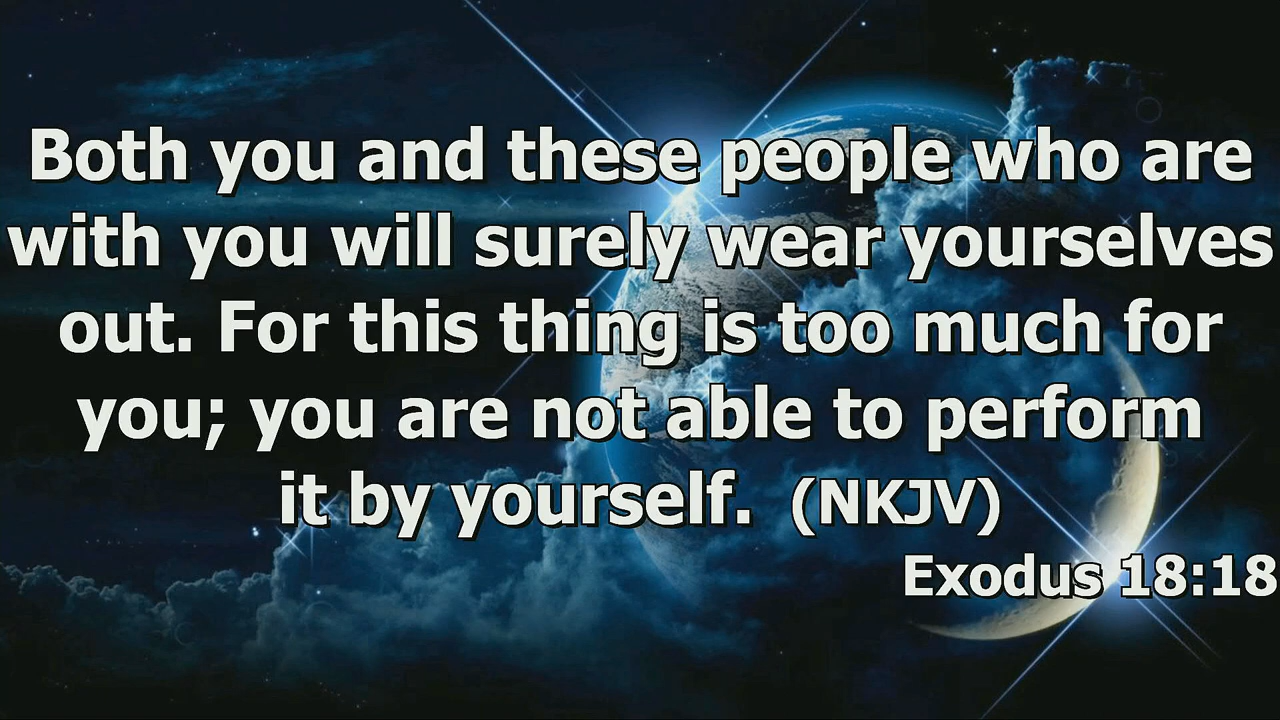 Both you and these people who are
with you will surely wear yourselves
out. For this thing is too much for
you; you are not able to perform
it by yourself. (NKJV)
Exodus 18:18